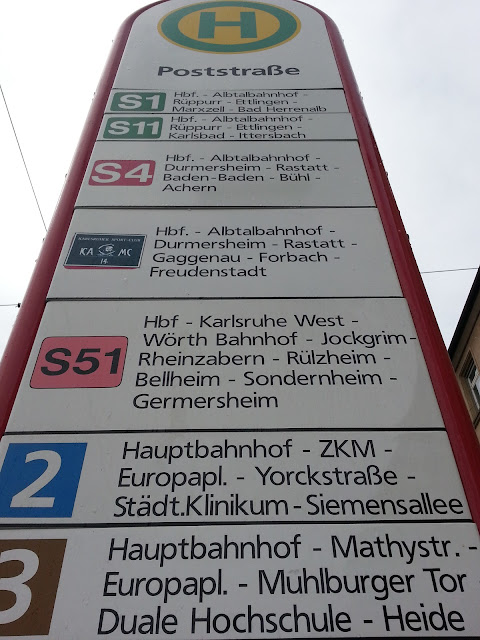 H
Poststraße
S1
Hbf. - Albtalbahnhof -
Rüppurr - Ettlingen -
Marxzell - Bad Herrenalb
S11
Hbf. - Albtalbahnhof -
Rüppurr - Ettlingen -
Karlsbad - Ittersbach
S4
Hbf. - Albtalbahnhof -
Durmersheim - Rastatt -
Baden-Baden - Bühl -
Achern
KA MC
Hbf. - Albtalbahnhof -
Durmersheim - Rastatt -
Gaggenau - Forbach -
Freudenstadt
S51
Hbf - Karlsruhe West -
Wörth Bahnhof - Jockgrim-
Rheinzabern - Rülzheim -
Bellheim - Sondernheim -
Germersheim
2
Hauptbahnhof - ZKM -
Europapl. - Yorckstraße -
Städt.Klinikum - Siemensallee
3
Hauptbahnhof - Mathystr. -
Europapl. - Mühlburger Tor
Duale Hochschule - Heide